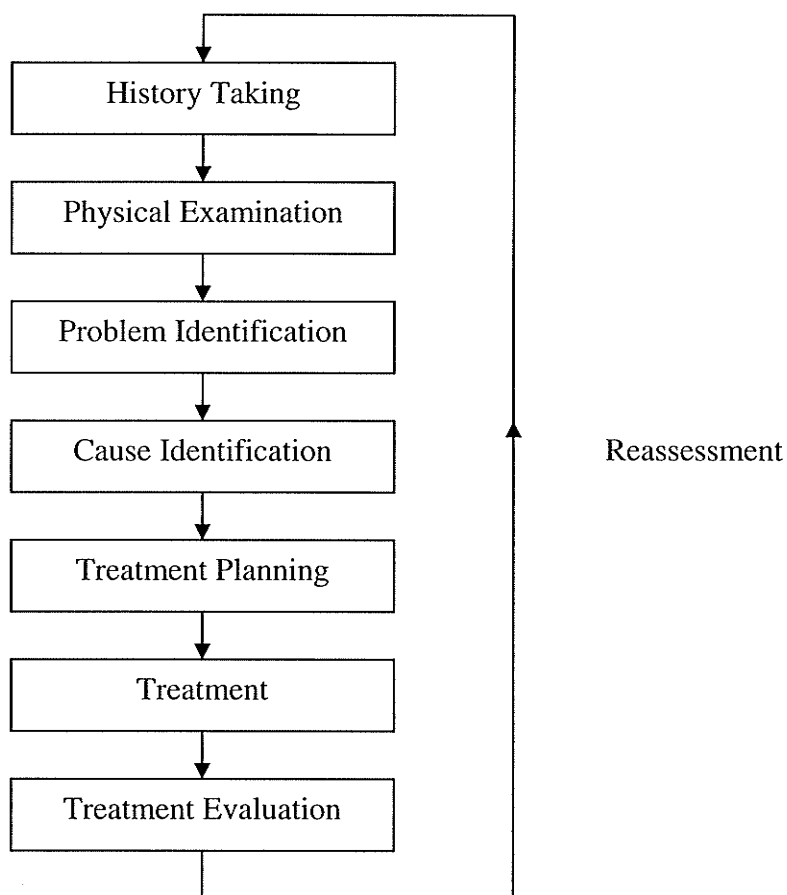 History Taking
Physical Examination
Problem Identification
Cause Identification
Reassessment
Treatment Planning
Treatment
Treatment Evaluation